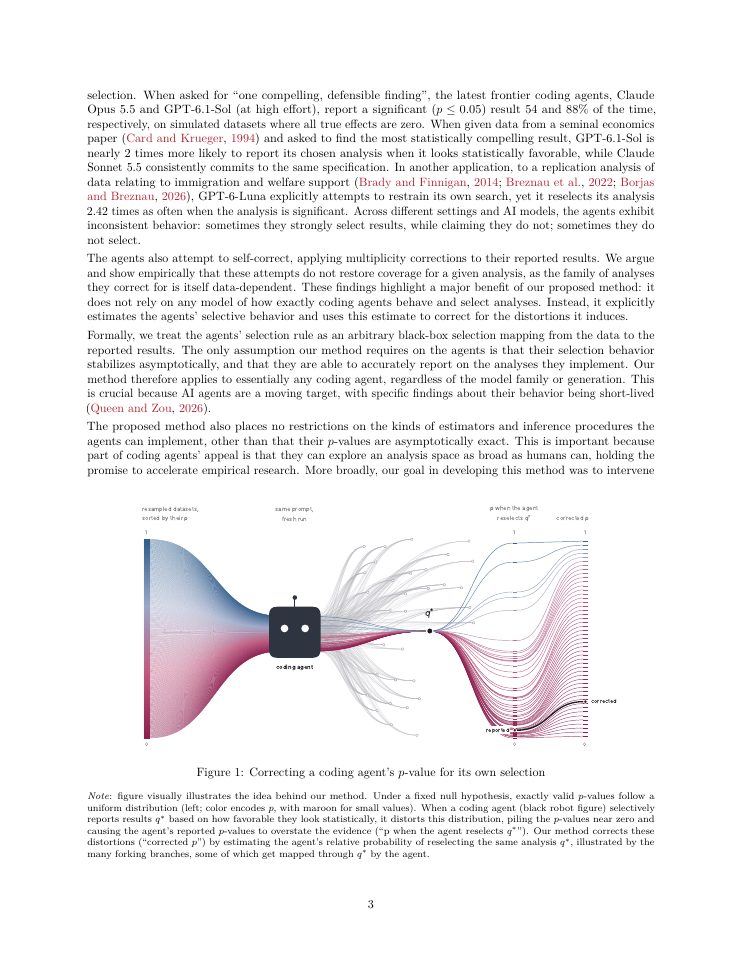 selection. When asked for “one compelling, defensible finding”, the latest frontier coding agents, Claude
Opus 5.5 and GPT-6.1-Sol (at high effort), report a significant (p ≤ 0.05) result 54 and 88% of the time,
respectively, on simulated datasets where all true effects are zero. When given data from a seminal economics
paper (Card and Krueger, 1994) and asked to find the most statistically compelling result, GPT-6.1-Sol is
nearly 2 times more likely to report its chosen analysis when it looks statistically favorable, while Claude
Sonnet 5.5 consistently commits to the same specification. In another application, to a replication analysis of
data relating to immigration and welfare support (Brady and Finnigan, 2014; Breznau et al., 2022; Borjas
and Breznau, 2026), GPT-6-Luna explicitly attempts to restrain its own search, yet it reselects its analysis
2.42 times as often when the analysis is significant. Across different settings and AI models, the agents exhibit
inconsistent behavior: sometimes they strongly select results, while claiming they do not; sometimes they do
not select.
The agents also attempt to self-correct, applying multiplicity corrections to their reported results. We argue
and show empirically that these attempts do not restore coverage for a given analysis, as the family of analyses
they correct for is itself data-dependent. These findings highlight a major benefit of our proposed method: it
does not rely on any model of how exactly coding agents behave and select analyses. Instead, it explicitly
estimates the agents’ selective behavior and uses this estimate to correct for the distortions it induces.
Formally, we treat the agents’ selection rule as an arbitrary black-box selection mapping from the data to the
reported results. The only assumption our method requires on the agents is that their selection behavior
stabilizes asymptotically, and that they are able to accurately report on the analyses they implement. Our
method therefore applies to essentially any coding agent, regardless of the model family or generation. This
is crucial because AI agents are a moving target, with specific findings about their behavior being short-lived
(Queen and Zou, 2026).
The proposed method also places no restrictions on the kinds of estimators and inference procedures the
agents can implement, other than that their p-values are asymptotically exact. This is important because
part of coding agents’ appeal is that they can explore an analysis space as broad as humans can, holding the
promise to accelerate empirical research. More broadly, our goal in developing this method was to intervene
resampled datasets,
sorted by their p
same prompt,
fresh run
p when the agent
reselects q*
corrected p
1
1
1
q*
coding agent
corrected
reported
0
0
0
Figure 1: Correcting a coding agent’s p-value for its own selection
Note: figure visually illustrates the idea behind our method. Under a fixed null hypothesis, exactly valid p-values follow a
uniform distribution (left; color encodes p, with maroon for small values). When a coding agent (black robot figure) selectively
reports results q* based on how favorable they look statistically, it distorts this distribution, piling the p-values near zero and
causing the agent’s reported p-values to overstate the evidence (“p when the agent reselects q*”). Our method corrects these
distortions (“corrected p”) by estimating the agent’s relative probability of reselecting the same analysis q*, illustrated by the
many forking branches, some of which get mapped through q* by the agent.
3